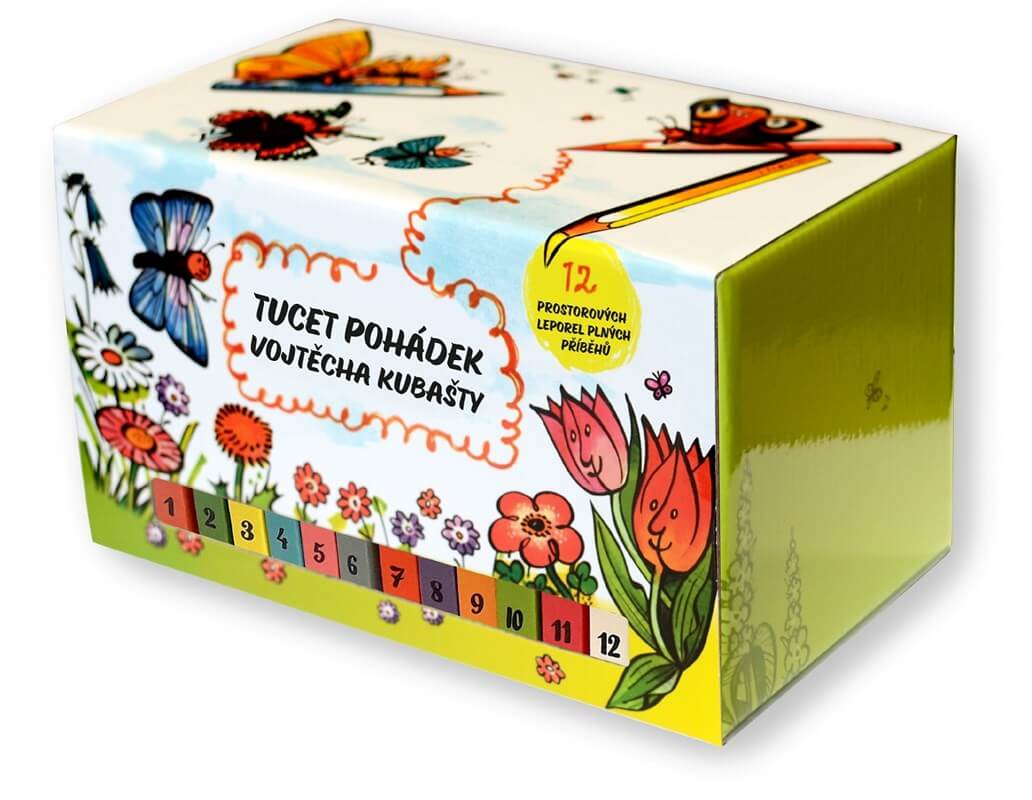 TUCET POHÁDEK
VOJTĚCHA KUBAŠTY
12
PROSTOROVÝCH
LEPOREL PLNÝCH
PŘÍBĚHŮ
1 2 3 4 5 6 7 8 9 10 11 12